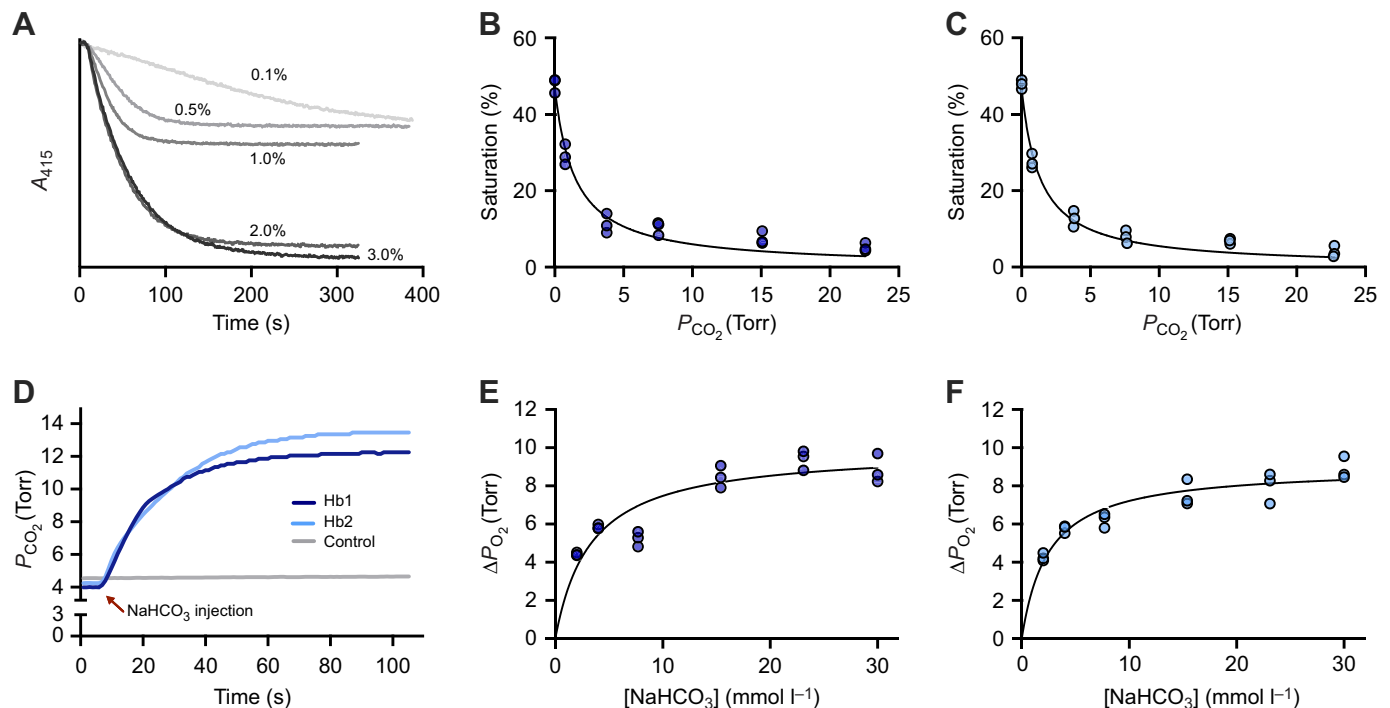 A
A415
0.1%
0.5%
1.0%
2.0%
3.0%
0 100 200 300 400
Time (s)
B
Saturation (%)
60
40
20
0
0 5 10 15 20 25
PCO2 (Torr)
C
Saturation (%)
60
40
20
0
0 5 10 15 20 25
PCO2 (Torr)
D
PCO2 (Torr)
14
12
10
8
6
4
3
0
Hb1
Hb2
Control
NaHCO3 injection
0 20 40 60 80 100
Time (s)
E
ΔPO2 (Torr)
12
10
8
6
4
2
0
0 10 20 30
[NaHCO3] (mmol l−1)
F
ΔPO2 (Torr)
12
10
8
6
4
2
0
0 10 20 30
[NaHCO3] (mmol l−1)